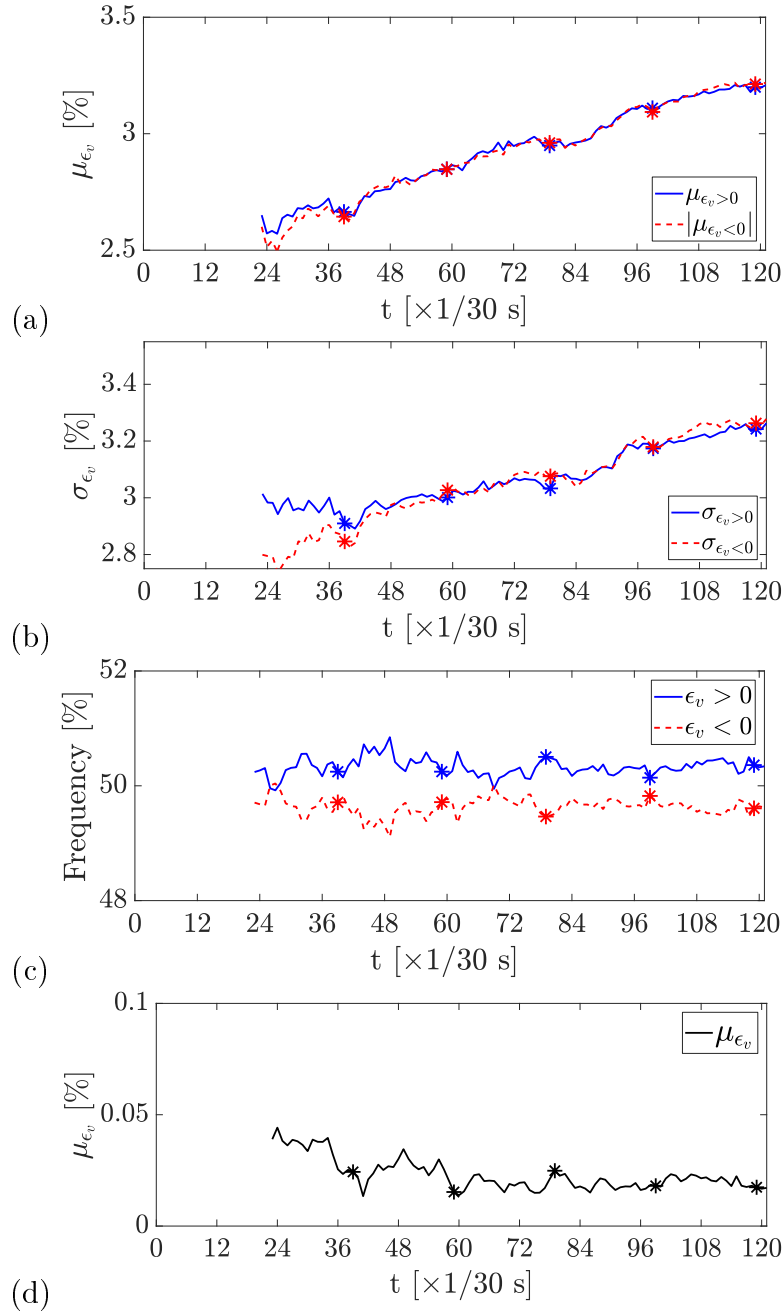 3.5
3
2.5
μ_{ϵ_v} [%]
μ_{ϵ_v>0}
|μ_{ϵ_v<0}|
0 12 24 36 48 60 72 84 96 108 120
t [×1/30 s]
(a)
3.4
3.2
3
2.8
σ_{ϵ_v} [%]
σ_{ϵ_v>0}
σ_{ϵ_v<0}
0 12 24 36 48 60 72 84 96 108 120
t [×1/30 s]
(b)
52
50
48
Frequency [%]
ϵ_v > 0
ϵ_v < 0
0 12 24 36 48 60 72 84 96 108 120
t [×1/30 s]
(c)
0.1
0.05
0
μ_{ϵ_v} [%]
μ_{ϵ_v}
0 12 24 36 48 60 72 84 96 108 120
t [×1/30 s]
(d)